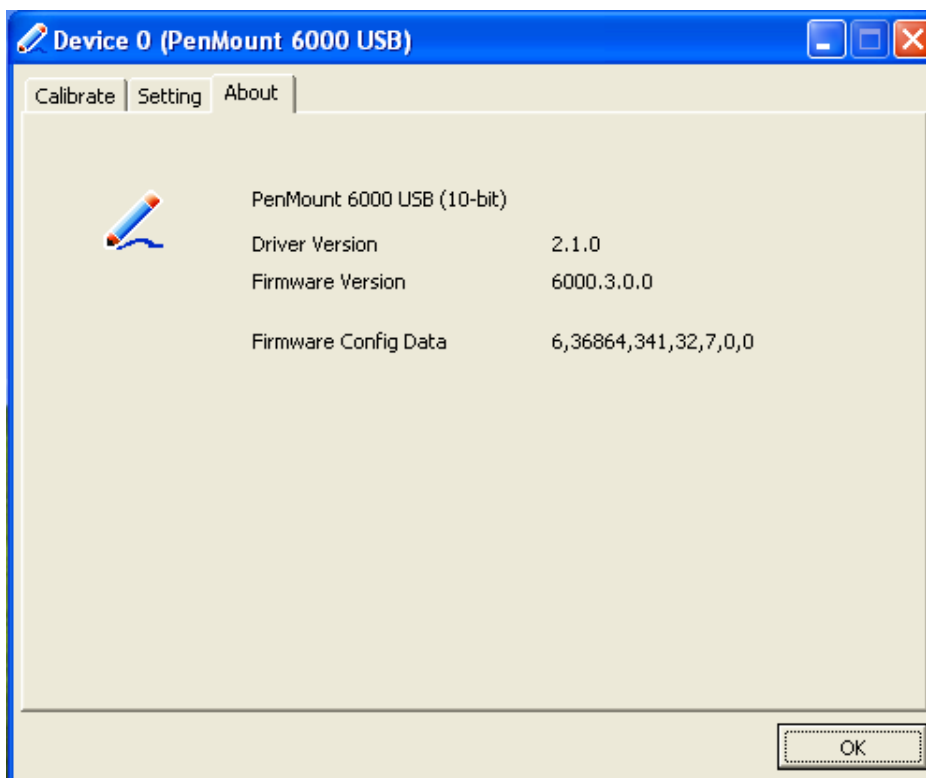 Device 0 (PenMount 6000 USB)
Calibrate Setting About
PenMount 6000 USB (10-bit)
Driver Version 2.1.0
Firmware Version 6000.3.0.0
Firmware Config Data 6,36864,341,32,7,0,0
OK